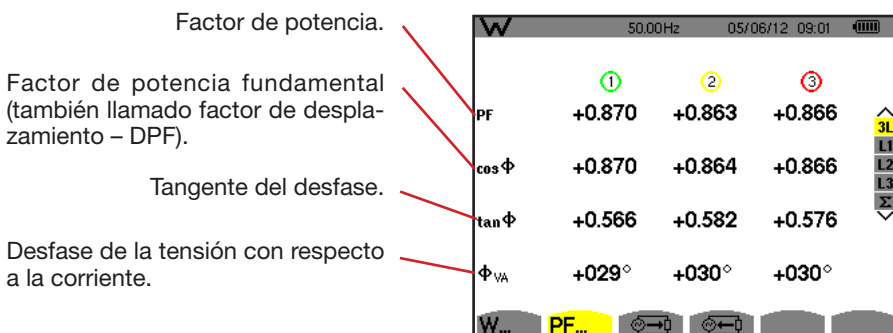 Factor de potencia.
Factor de potencia fundamental
(también llamado factor de despla-
zamiento – DPF).
Tangente del desfase.
Desfase de la tensión con respecto
a la corriente.
W 50.00Hz 05/06/12 09:01
1 2 3
PF +0.870 +0.863 +0.866
cos Φ +0.870 +0.864 +0.866
tan Φ +0.566 +0.582 +0.576
ΦVA +029° +030° +030°
3L
L1
L2
L3
Σ
W... PF...